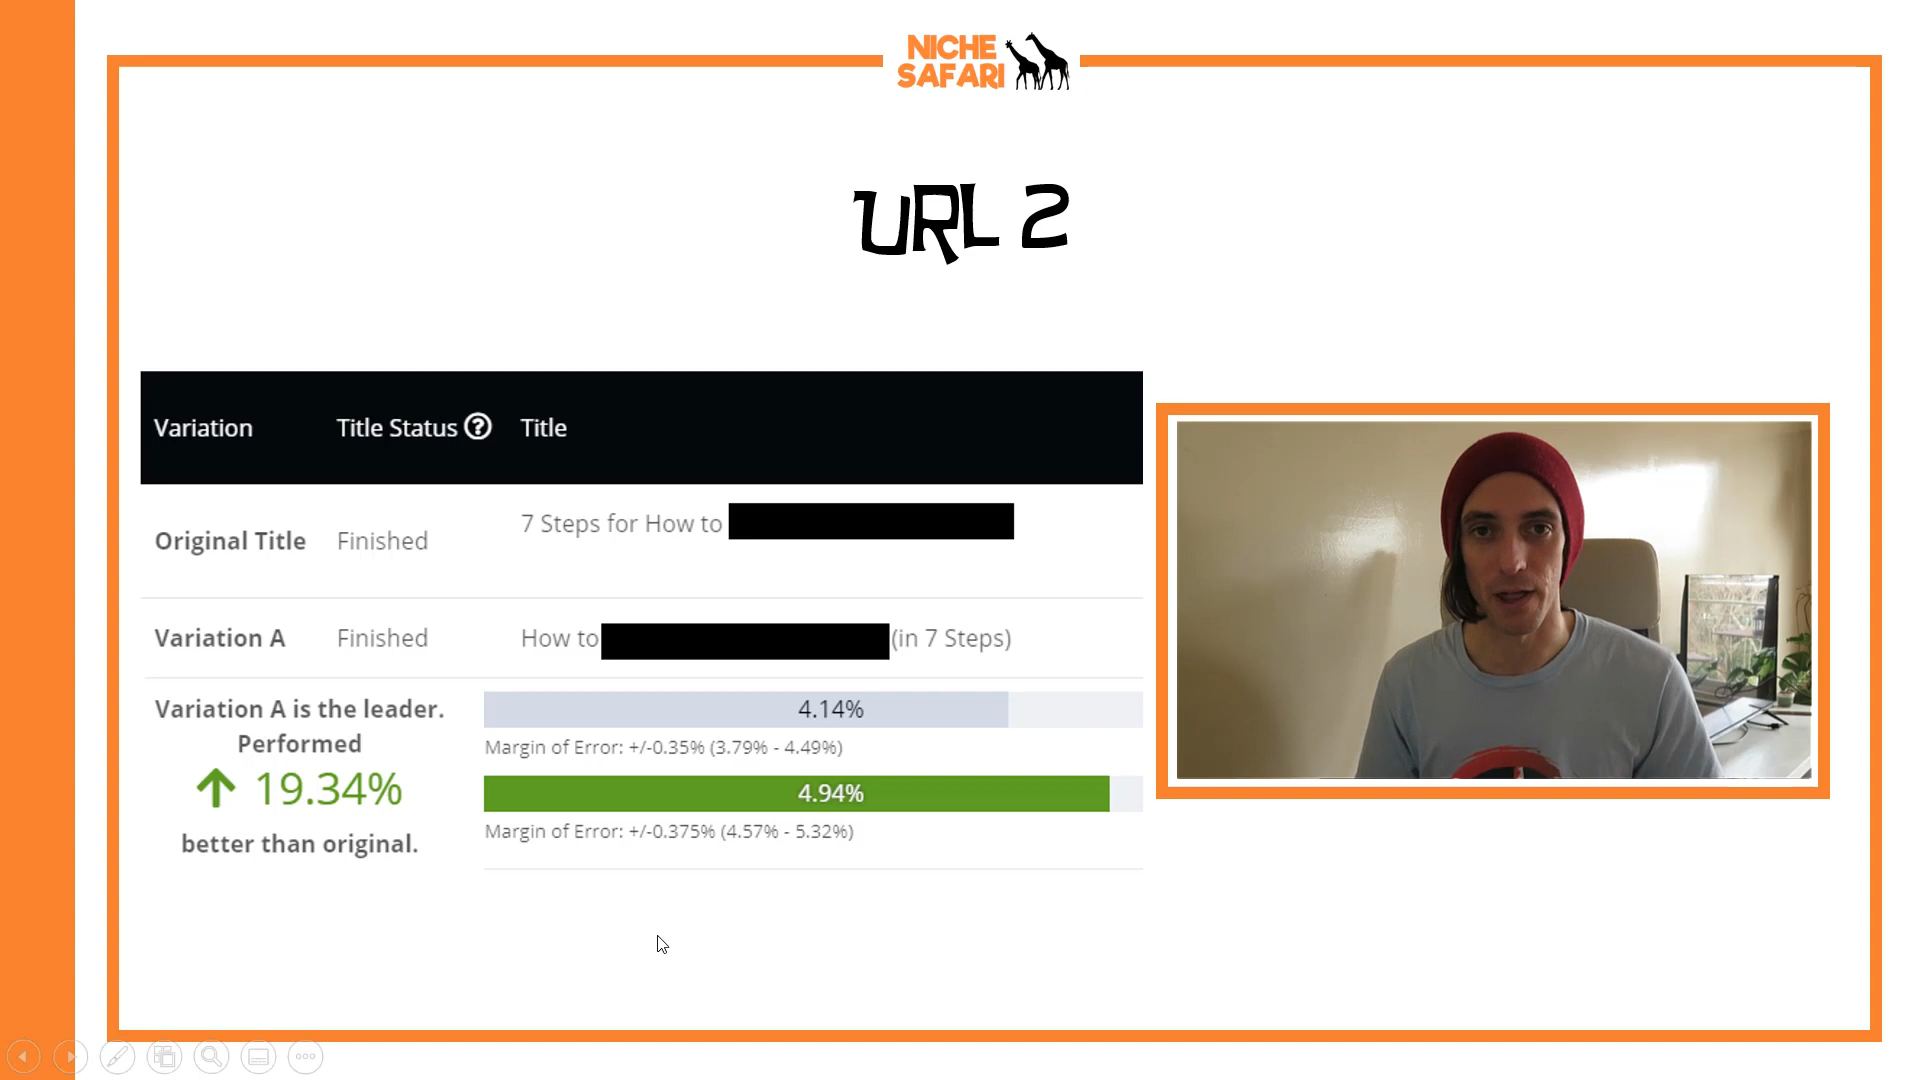 NICHE
SAFARI
URL 2
Variation Title Status ? Title
Original Title Finished 7 Steps for How to
Variation A Finished How to (in 7 Steps)
Variation A is the leader.
Performed
19.34%
better than original.
4.14%
Margin of Error: +/-0.35% (3.79% - 4.49%)
4.94%
Margin of Error: +/-0.375% (4.57% - 5.32%)